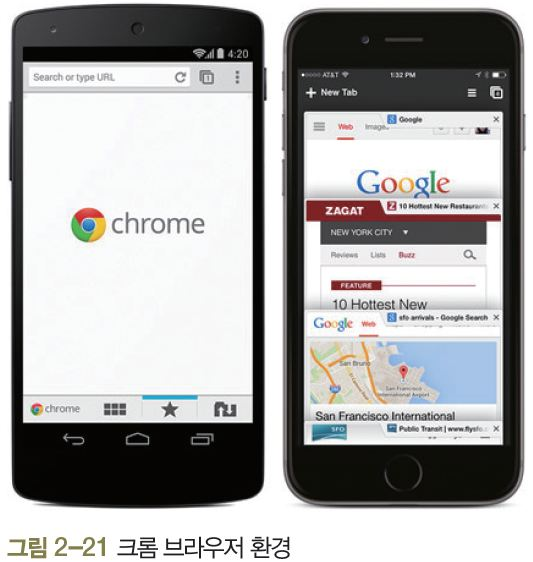 4:20
Search or type URL
1
chrome
chrome
AT&T
1:32 PM
New Tab
4
Google
Web
Google
ZAGAT
10 Hottest New Restaurants
NEW YORK CITY
Reviews
Lists
Buzz
FEATURE
10 Hottest New
Google
Web
sfo arrivals - Google Search
San Bruno
San Francisco
International Airport
San Francisco International
SFO
Public Transit | www.flysfo.c
그림 2-21 크롬 브라우저 환경